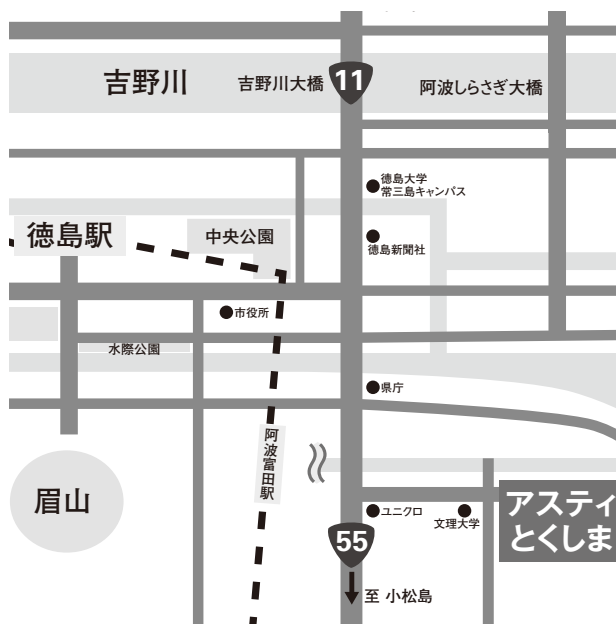 吉野川
吉野川大橋
11
阿波しらさぎ大橋
徳島大学
常三島キャンパス
徳島駅
中央公園
徳島新聞社
市役所
水際公園
県庁
阿波富田駅
眉山
ユニクロ
文理大学
アスティ
とくしま
55
至 小松島